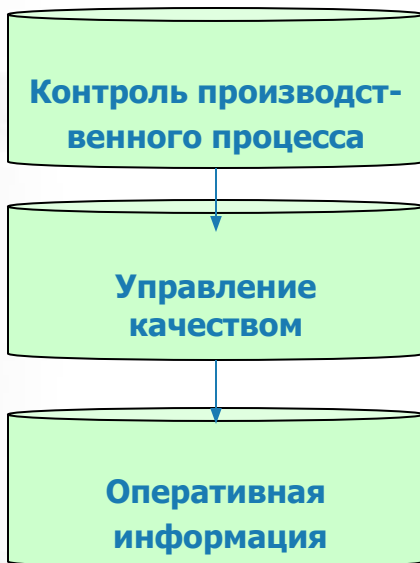 Контроль производст-
венного процесса
Управление
качеством
Оперативная
информация